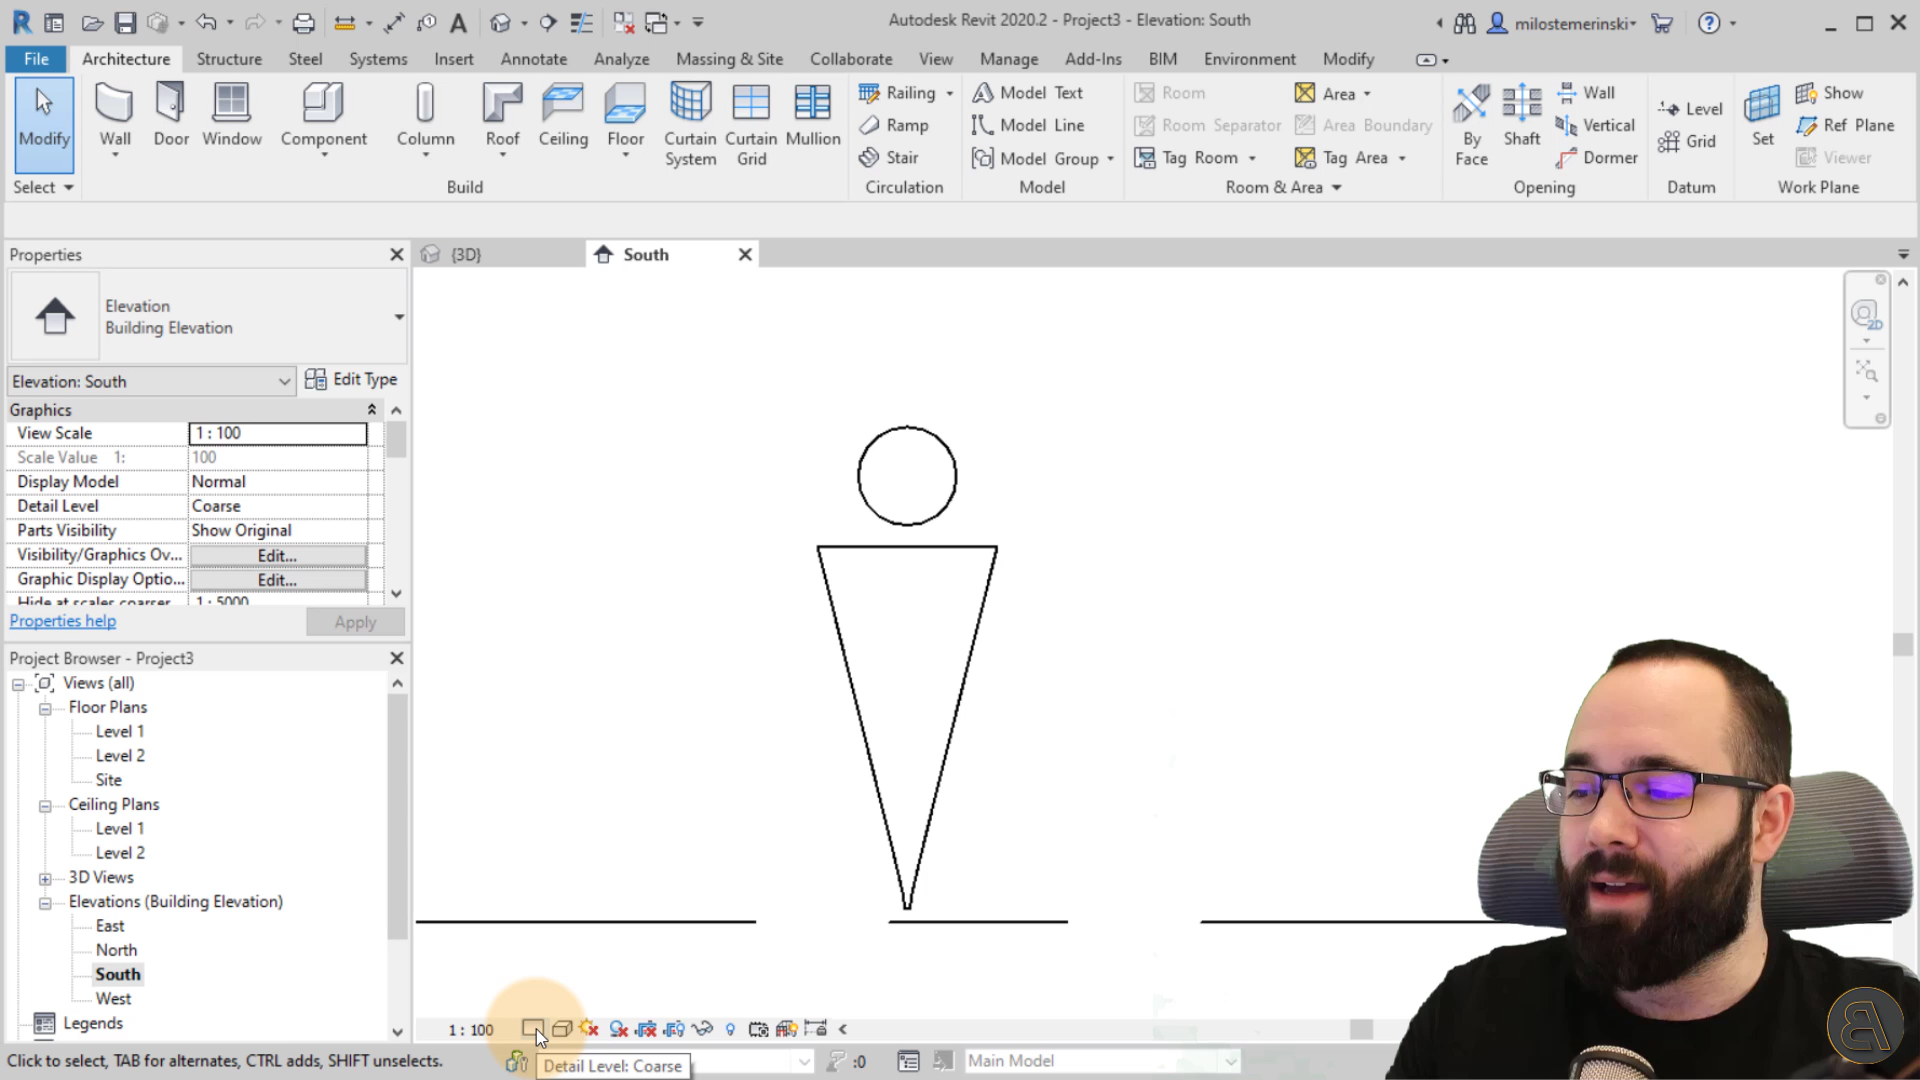 Autodesk Revit 2020.2 - Project3 - Elevation: South
milostemerinski
File Architecture Structure Steel Systems Insert Annotate Analyze Massing & Site Collaborate View Manage Add-Ins BIM Environment Modify
Modify
Select
Wall Door Window Component Column Roof Ceiling Floor Curtain System Curtain Grid Mullion
Build
Railing
Ramp
Stair
Circulation
Model Text
Model Line
Model Group
Model
Room
Room Separator
Tag Room
Area
Area Boundary
Tag Area
Room & Area
By Face
Shaft
Wall
Vertical
Dormer
Opening
Level
Grid
Datum
Set
Show
Ref Plane
Viewer
Work Plane
Properties
{3D}
South
Elevation
Building Elevation
2D
Elevation: South
Edit Type
Graphics
View Scale 1 : 100
Scale Value 1: 100
Display Model Normal
Detail Level Coarse
Parts Visibility Show Original
Visibility/Graphics Ov... Edit...
Graphic Display Optio... Edit...
Hide at scales coarser 1 : 5000
Properties help
Apply
Project Browser - Project3
Views (all)
Floor Plans
Level 1
Level 2
Site
Ceiling Plans
Level 1
Level 2
3D Views
Elevations (Building Elevation)
East
North
South
West
Legends
1 : 100
Click to select, TAB for alternates, CTRL adds, SHIFT unselects.
Detail Level: Coarse
:0
Main Model